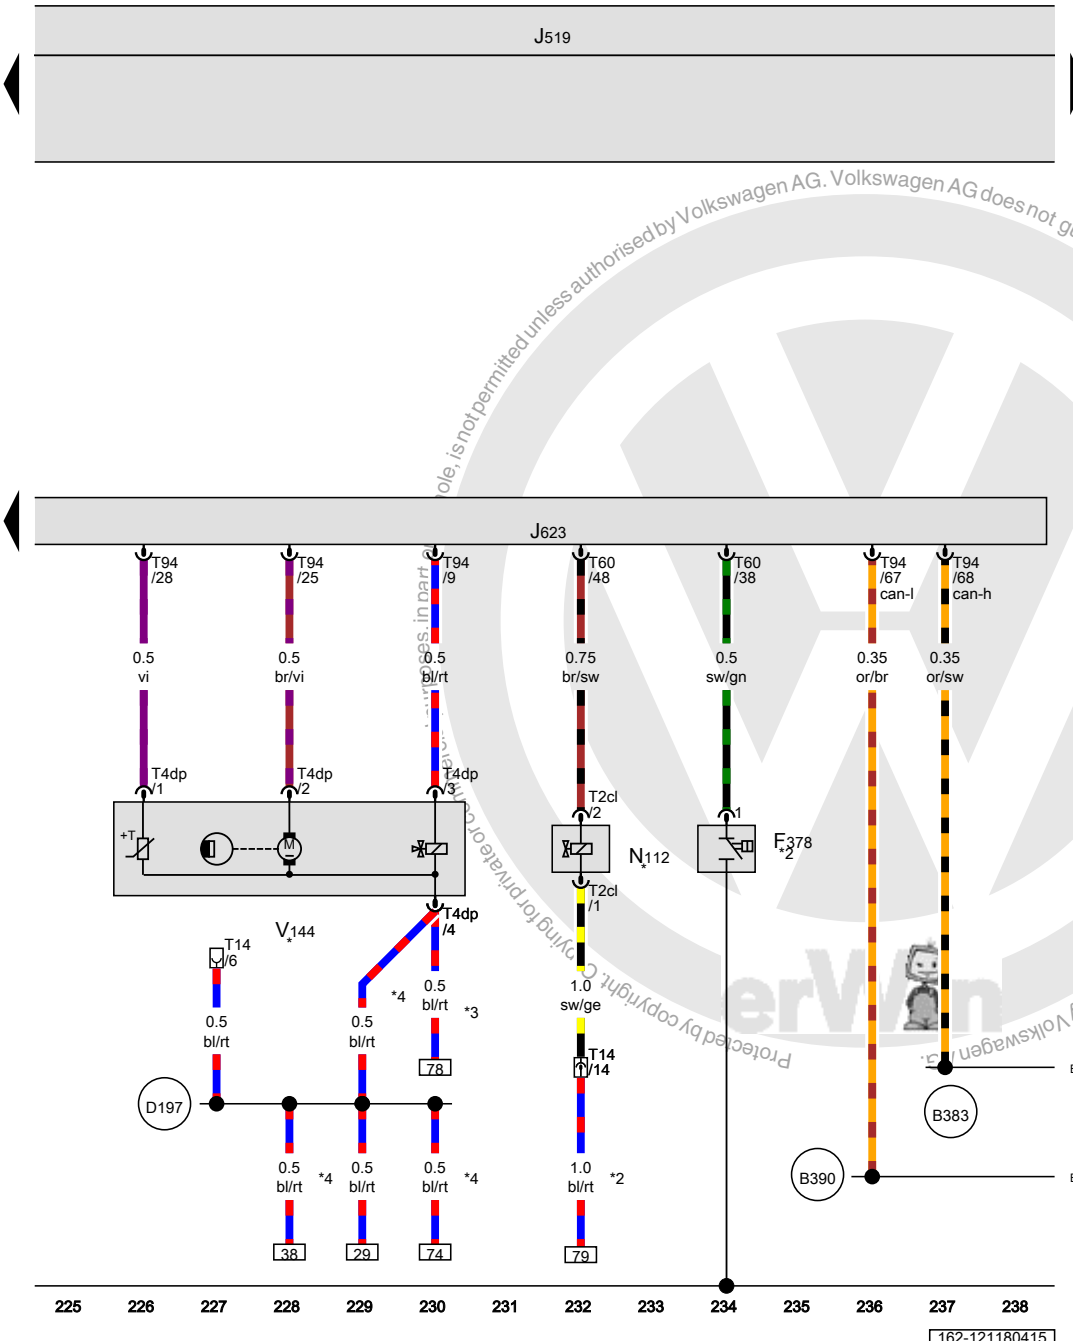 J519
Protected by copyright. Copying for private or commercial purposes, in part or
whole, is not permitted unless authorised by Volkswagen AG. Volkswagen AG does not
Volkswagen AG.
erWin
J623
T94 /28
T94 /25
T94 /9
T60 /48
T60 /38
T94 /67 can-l
T94 /68 can-h
0.5 vi
0.5 br/vi
0.5 bl/rt
0.75 br/sw
0.5 sw/gn
0.35 or/br
0.35 or/sw
T4dp /1
T4dp /2
T4dp /3
T2cl /2
1
+T
M
V144 *
N112 *
F378 *2
T4dp /4
T2cl /1
T14 /6
0.5 bl/rt
0.5 bl/rt
*4
0.5 bl/rt
*3
1.0 sw/ge
78
T14 /14
D197
B383
B390
0.5 bl/rt
*4
0.5 bl/rt
0.5 bl/rt
*4
1.0 bl/rt
*2
38
29
74
79
225 226 227 228 229 230 231 232 233 234 235 236 237 238
162-121180415